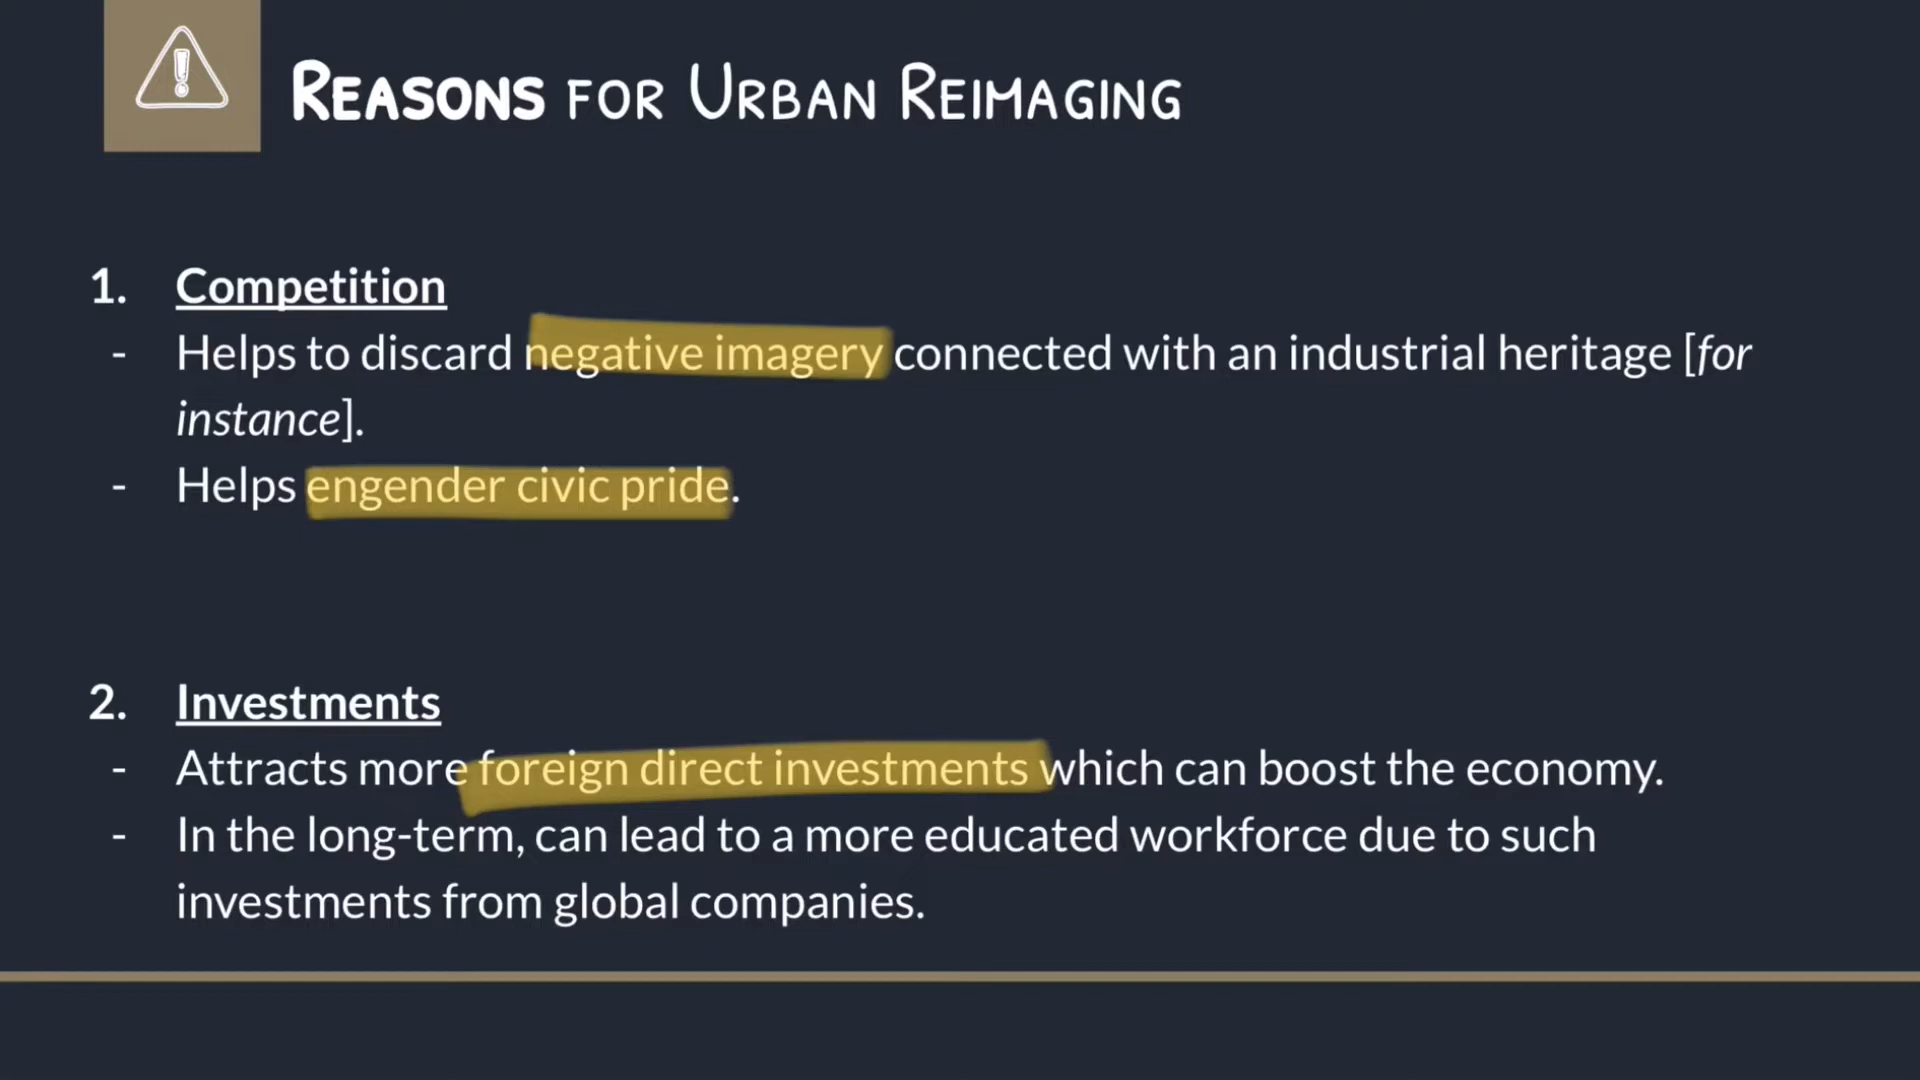 REASONS FOR URBAN REIMAGING
1. Competition
- Helps to discard negative imagery connected with an industrial heritage [for
instance].
- Helps engender civic pride.
2. Investments
- Attracts more foreign direct investments which can boost the economy.
- In the long-term, can lead to a more educated workforce due to such
investments from global companies.